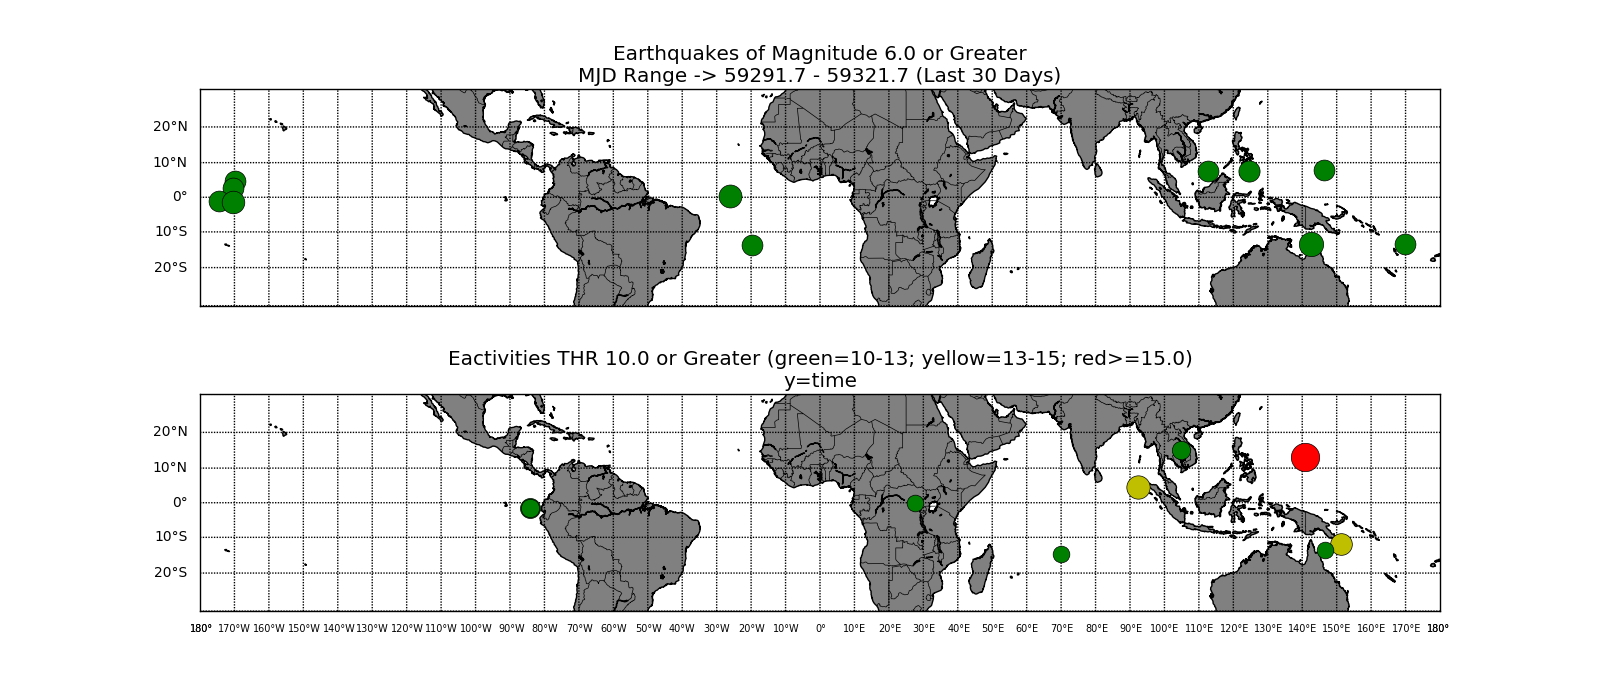 Earthquakes of Magnitude 6.0 or Greater
MJD Range -> 59291.7 - 59321.7 (Last 30 Days)
20°N
10°N
0°
10°S
20°S
Eactivities THR 10.0 or Greater (green=10-13; yellow=13-15; red>=15.0)
y=time
20°N
10°N
0°
10°S
20°S
180° 170°W 160°W 150°W 140°W 130°W 120°W 110°W 100°W 90°W 80°W 70°W 60°W 50°W 40°W 30°W 20°W 10°W 0° 10°E 20°E 30°E 40°E 50°E 60°E 70°E 80°E 90°E 100°E 110°E 120°E 130°E 140°E 150°E 160°E 170°E 180°